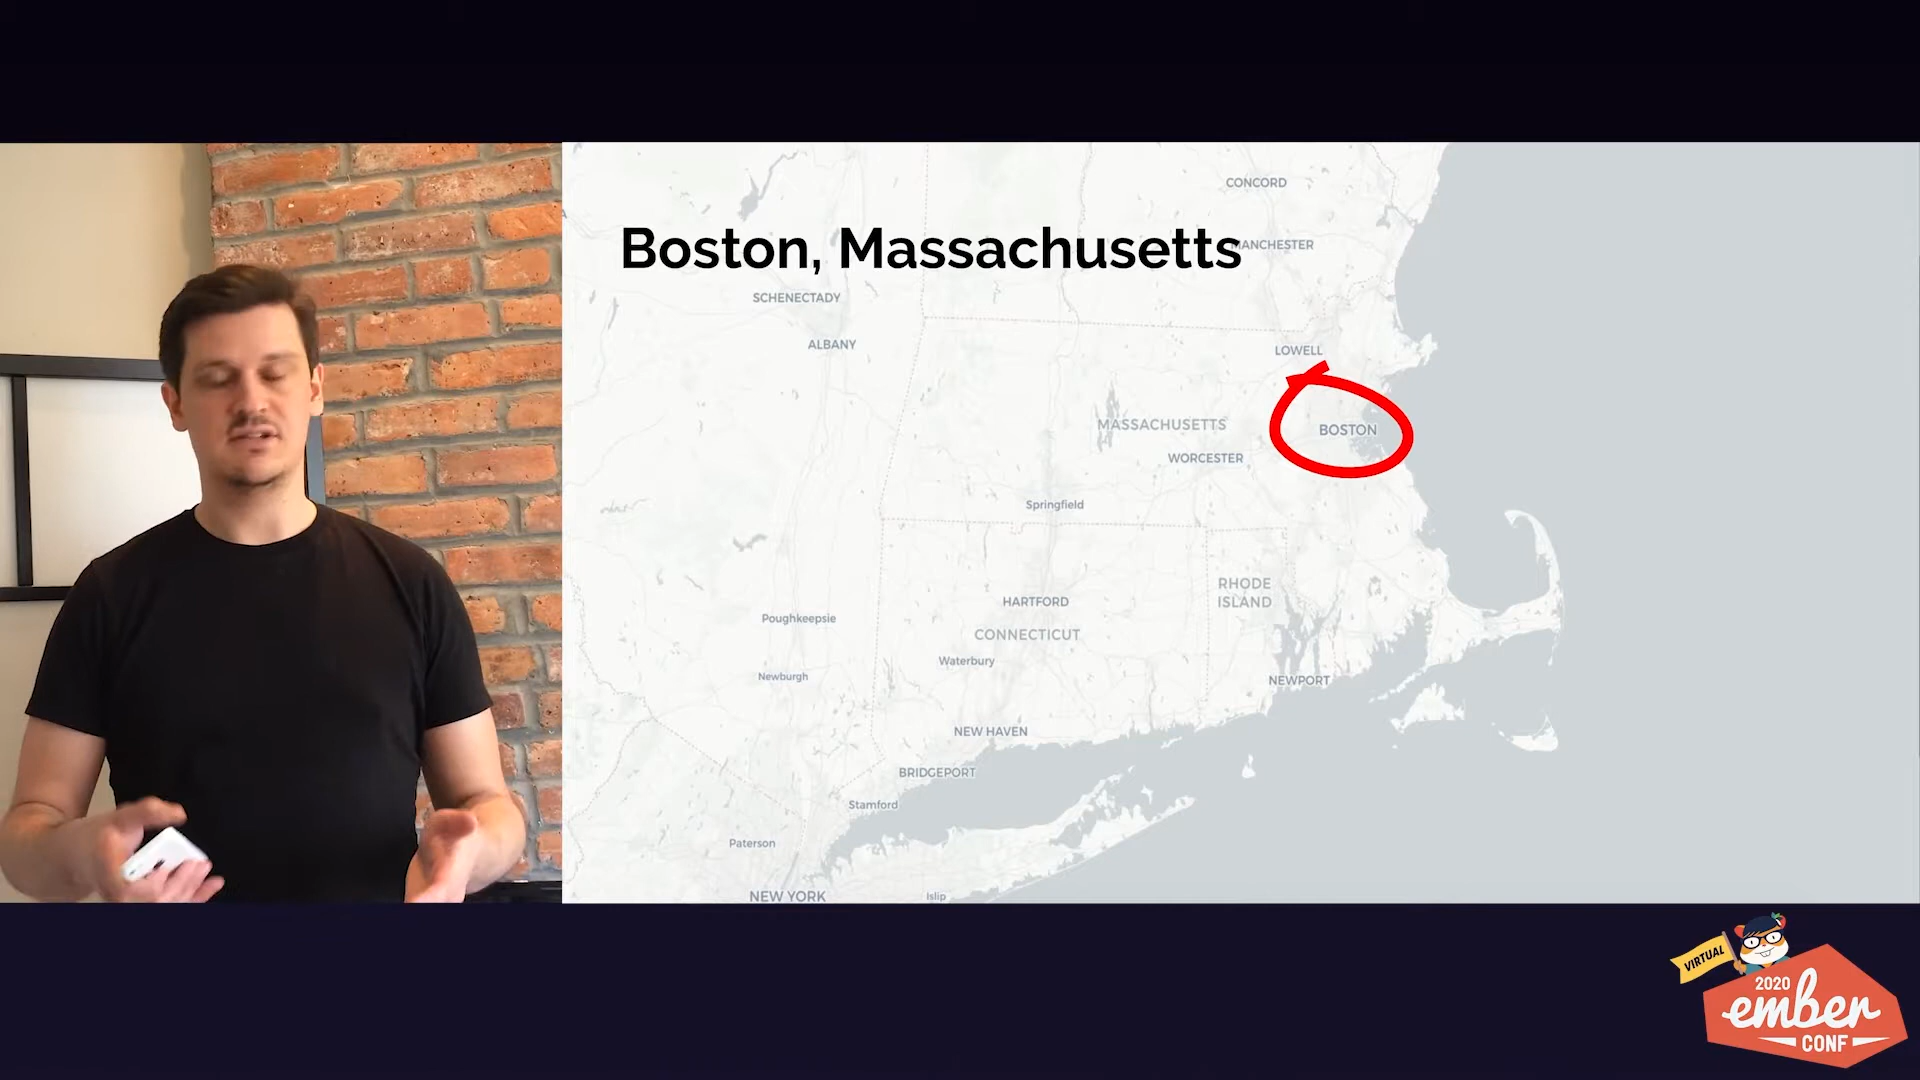 Boston, Massachusetts
CONCORD
MANCHESTER
SCHENECTADY
ALBANY
LOWELL
MASSACHUSETTS
BOSTON
WORCESTER
Springfield
RHODE
ISLAND
HARTFORD
CONNECTICUT
Poughkeepsie
Waterbury
Newburgh
NEWPORT
NEW HAVEN
BRIDGEPORT
Stamford
Paterson
NEW YORK
Islip
VIRTUAL
2020
ember
CONF